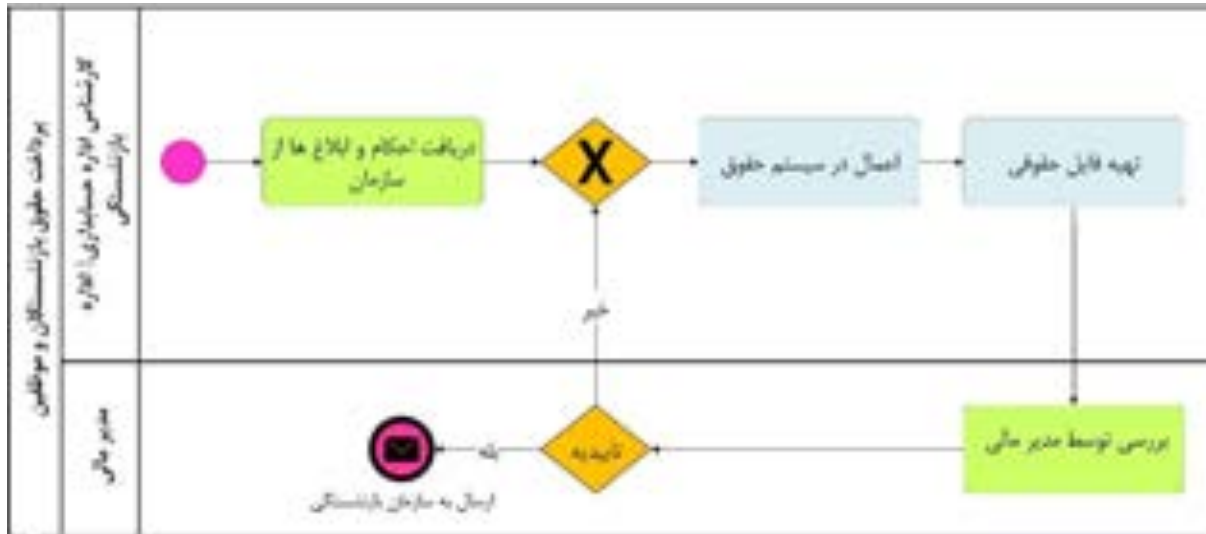 پرداخت حقوق بازنشستگان و موظفین
کارشناس اداره حسابداری/ اداره
بازنشستگی
دریافت احکام و ابلاغ ها از
سازمان
X
اعمال در سیستم حقوق
تهیه فایل حقوقی
خیر
مدیر مالی
بررسی توسط مدیر مالی
تاییدیه
بله
ارسال به سازمان بازنشستگی